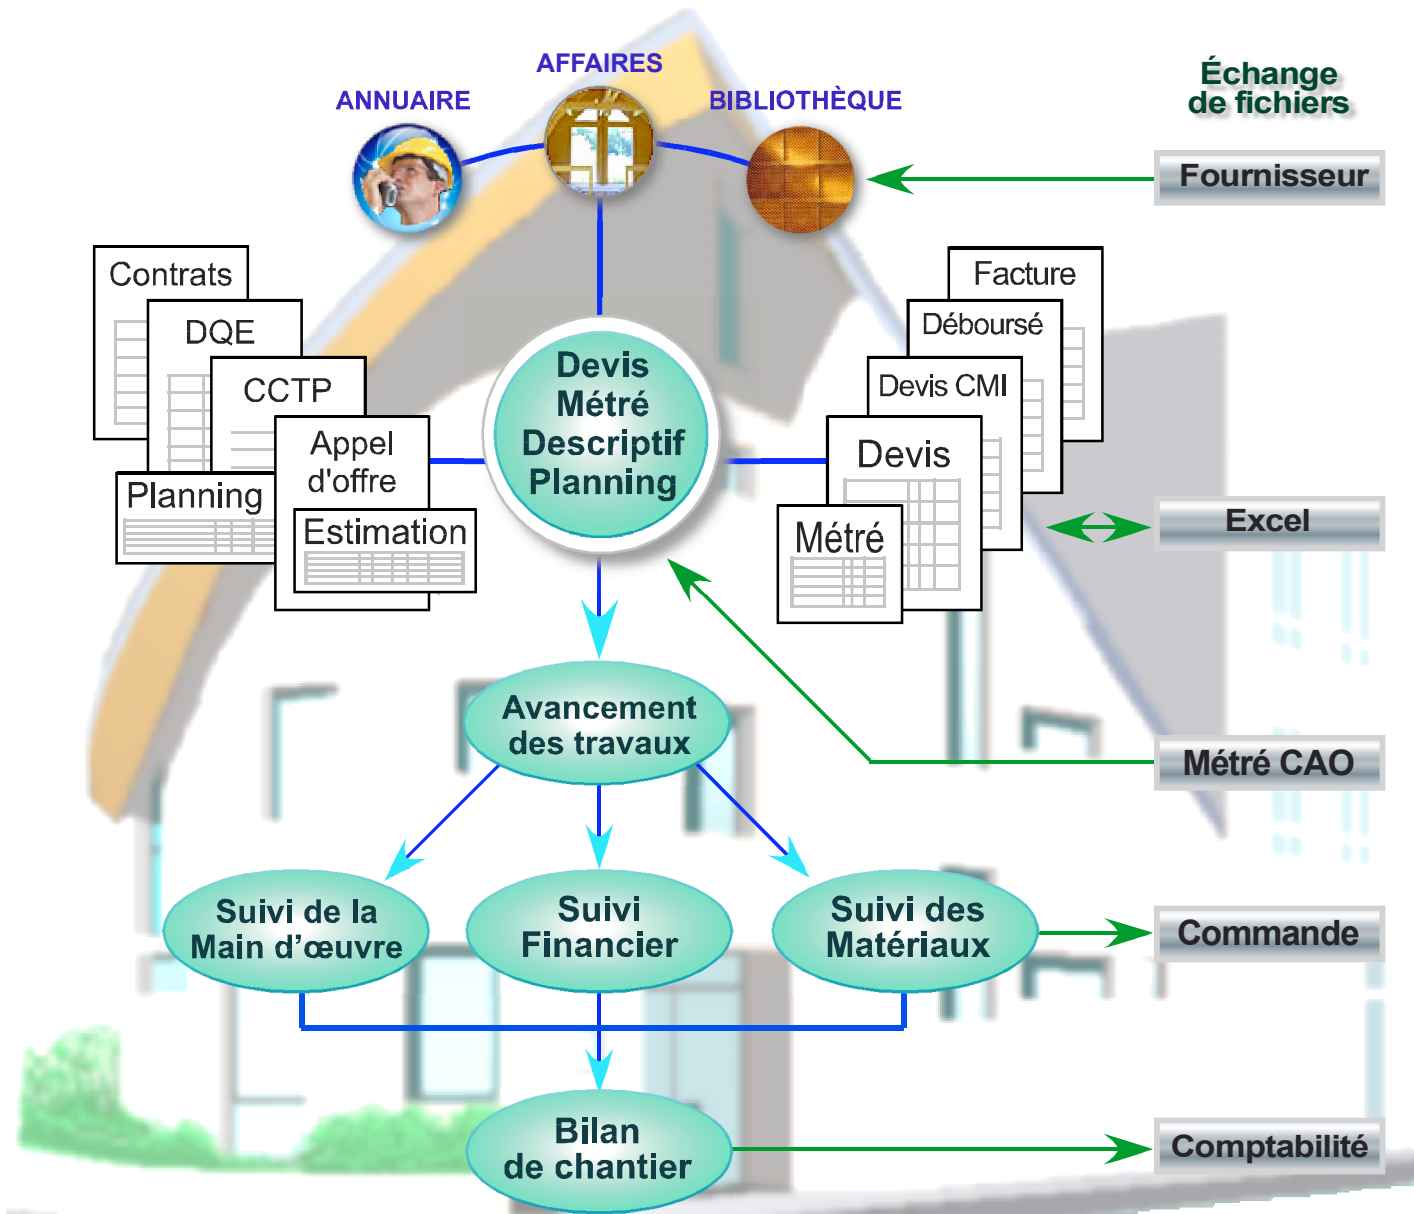 AFFAIRES
ANNUAIRE
BIBLIOTHÈQUE
Échange
de fichiers
Fournisseur
Contrats
DQE
CCTP
Appel
d'offre
Planning
Estimation
Devis
Métré
Descriptif
Planning
Facture
Déboursé
Devis CMI
Devis
Métré
Excel
Avancement
des travaux
Métré CAO
Suivi de la
Main d’œuvre
Suivi
Financier
Suivi des
Matériaux
Commande
Bilan
de chantier
Comptabilité